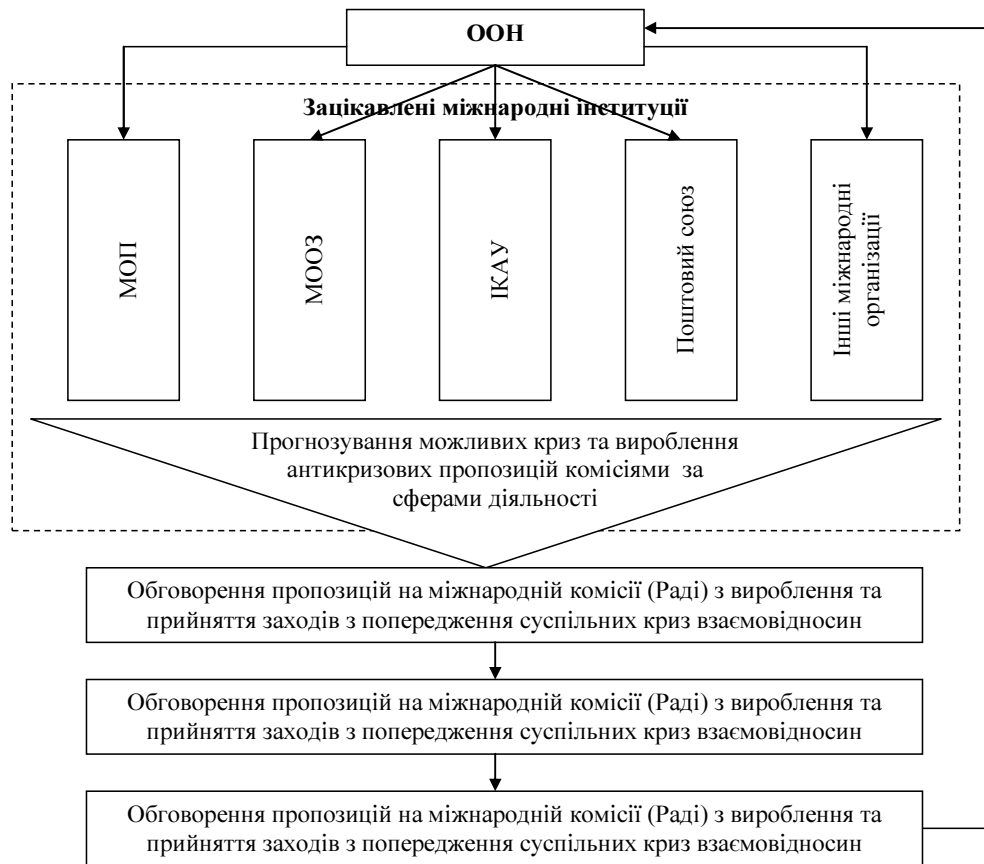 ООН
Зацікавлені міжнародні інституції
МОП
МООЗ
ІКАУ
Поштовий союз
Інші міжнародні
організації
Прогнозування можливих криз та вироблення
антикризових пропозицій комісіями за
сферами діяльності
Обговорення пропозицій на міжнародній комісії (Раді) з вироблення та
прийняття заходів з попередження суспільних криз взаємовідносин
Обговорення пропозицій на міжнародній комісії (Раді) з вироблення та
прийняття заходів з попередження суспільних криз взаємовідносин
Обговорення пропозицій на міжнародній комісії (Раді) з вироблення та
прийняття заходів з попередження суспільних криз взаємовідносин